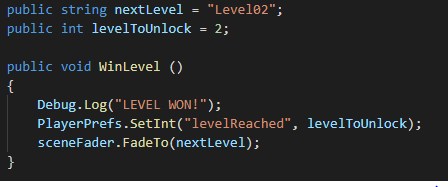 public string nextLevel = "Level02";
public int levelToUnlock = 2;
public void WinLevel ()
{
Debug.Log("LEVEL WON!");
PlayerPrefs.SetInt("levelReached", levelToUnlock);
sceneFader.FadeTo(nextLevel);
}